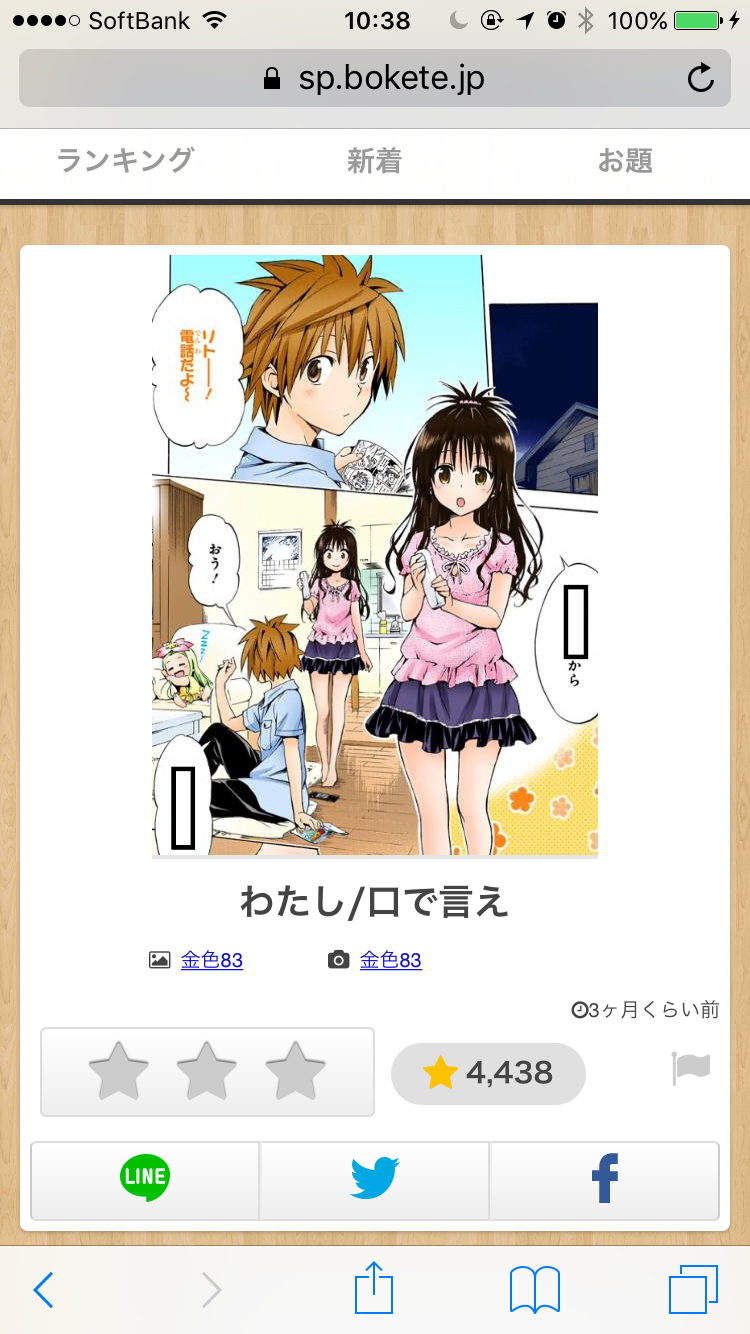 SoftBank 10:38 100%
sp.bokete.jp
ランキング 新着 お題
リトーー！
電話だよ〜
でんわ
おう！
ZZZ
から
わたし/口で言え
金色83 金色83
3ヶ月くらい前
4,438
LINE